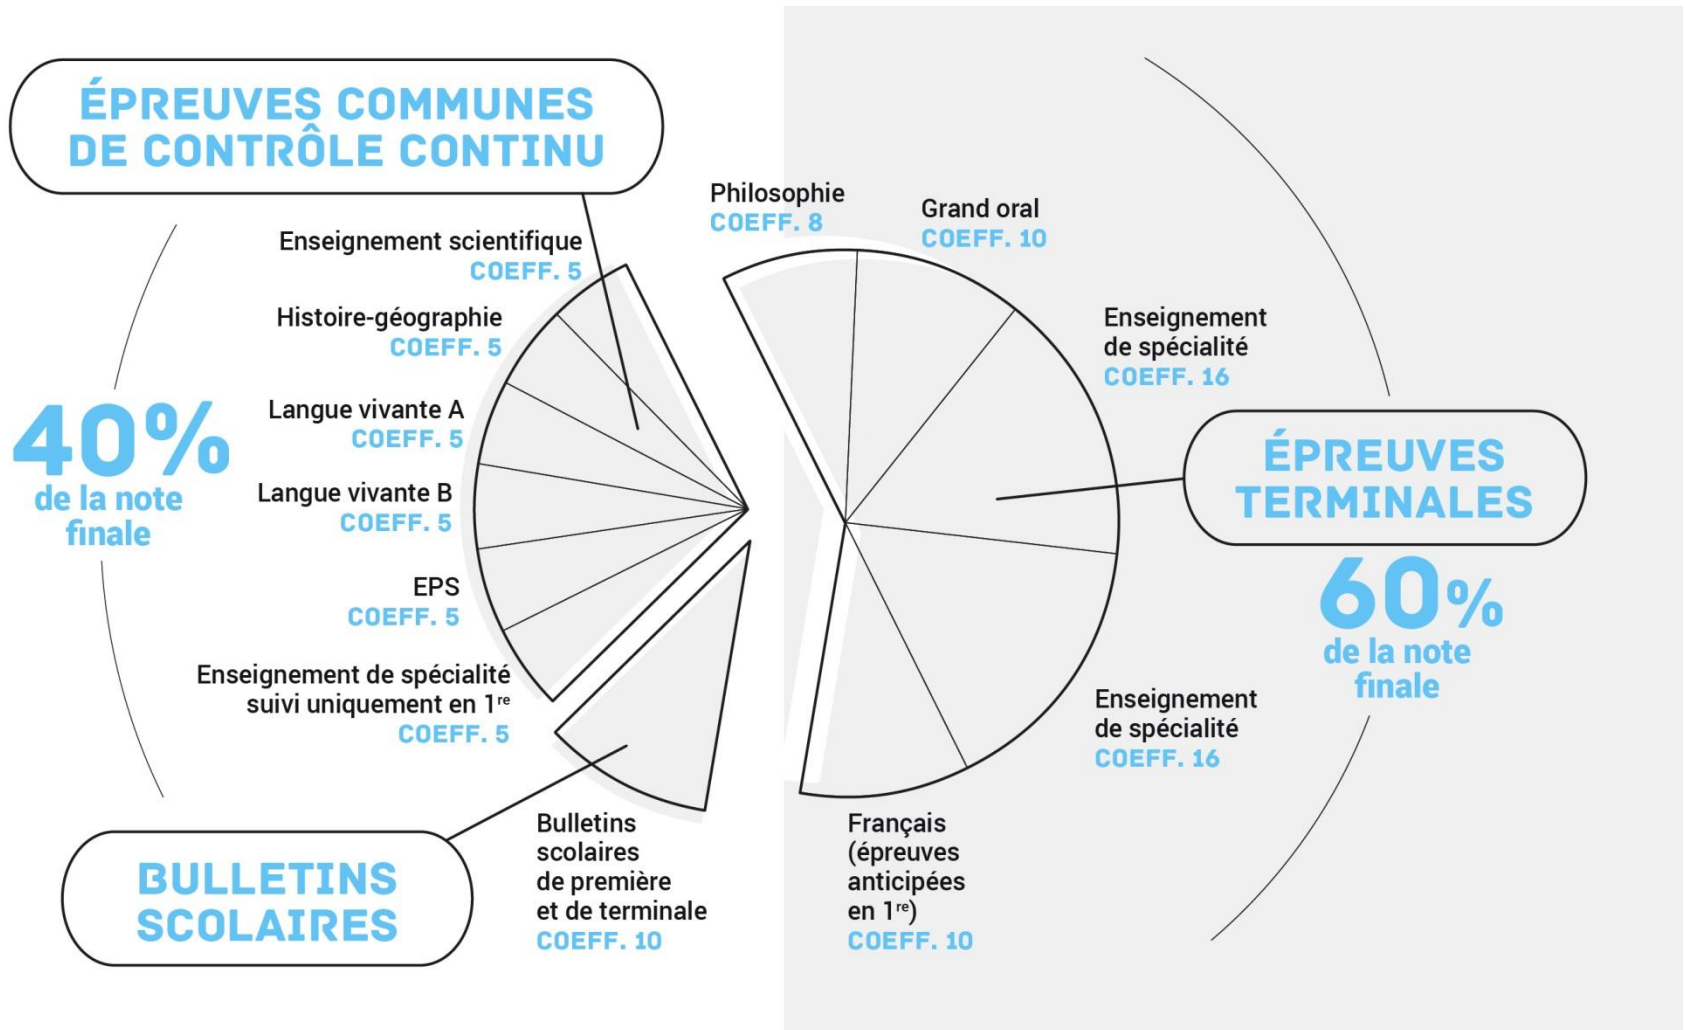 ÉPREUVES COMMUNES
DE CONTRÔLE CONTINU
Enseignement scientifique
COEFF. 5
Histoire-géographie
COEFF. 5
Langue vivante A
COEFF. 5
Langue vivante B
COEFF. 5
EPS
COEFF. 5
Enseignement de spécialité
suivi uniquement en 1re
COEFF. 5
40%
de la note
finale
BULLETINS
SCOLAIRES
Bulletins
scolaires
de première
et de terminale
COEFF. 10
Philosophie
COEFF. 8
Grand oral
COEFF. 10
Enseignement
de spécialité
COEFF. 16
ÉPREUVES
TERMINALES
60%
de la note
finale
Enseignement
de spécialité
COEFF. 16
Français
(épreuves
anticipées
en 1re)
COEFF. 10